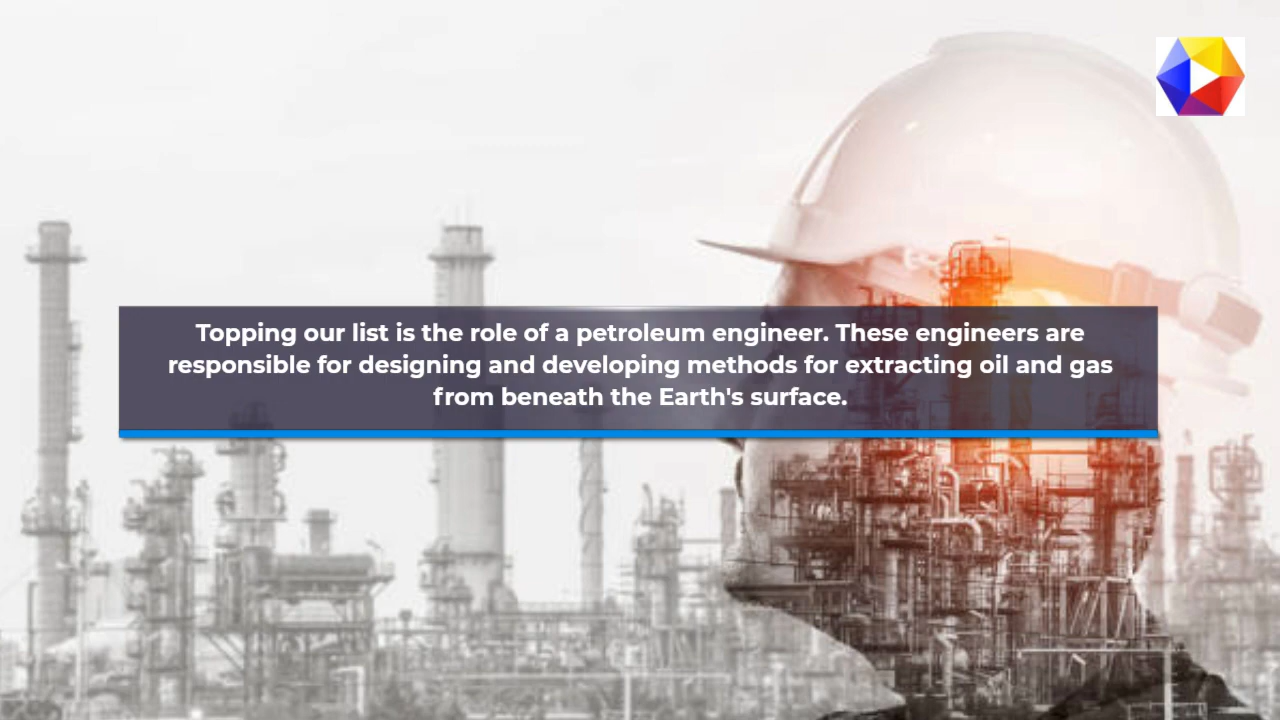 Topping our list is the role of a petroleum engineer. These engineers are
responsible for designing and developing methods for extracting oil and gas
from beneath the Earth's surface.